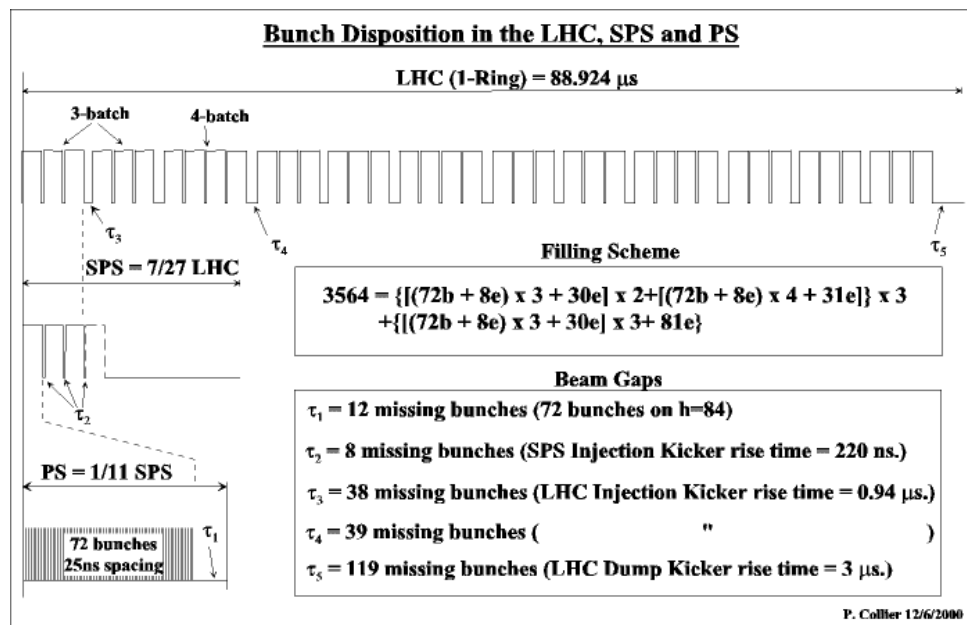 Bunch Disposition in the LHC, SPS and PS
LHC (1-Ring) = 88.924 μs
3-batch
4-batch
τ3
τ4
τ5
SPS = 7/27 LHC
Filling Scheme
3564 = {[(72b + 8e) x 3 + 30e] x 2+[(72b + 8e) x 4 + 31e]} x 3
+{[(72b + 8e) x 3 + 30e] x 3+ 81e}
τ2
Beam Gaps
τ1 = 12 missing bunches (72 bunches on h=84)
τ2 = 8 missing bunches (SPS Injection Kicker rise time = 220 ns.)
τ3 = 38 missing bunches (LHC Injection Kicker rise time = 0.94 μs.)
τ4 = 39 missing bunches ( " )
τ5 = 119 missing bunches (LHC Dump Kicker rise time = 3 μs.)
PS = 1/11 SPS
τ1
72 bunches
25ns spacing
P. Collier 12/6/2000